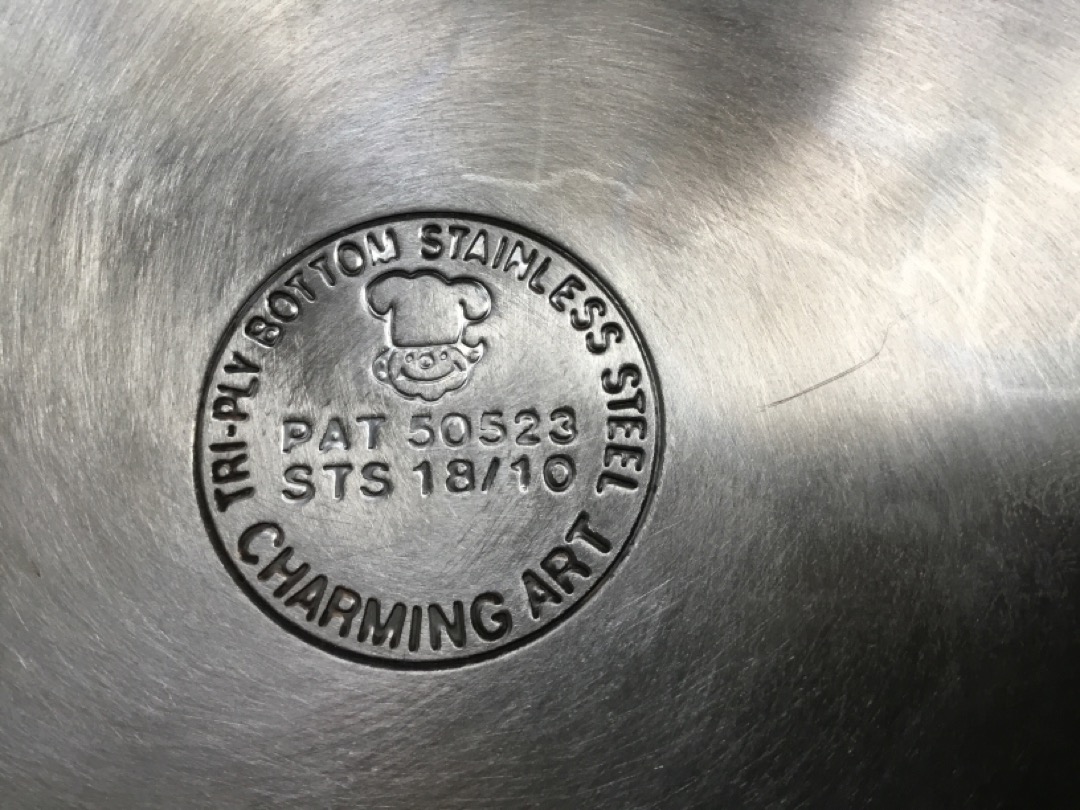 TRI-PLY BOTTOM STAINLESS STEEL
PAT 50523
STS 18/10
CHARMING ART